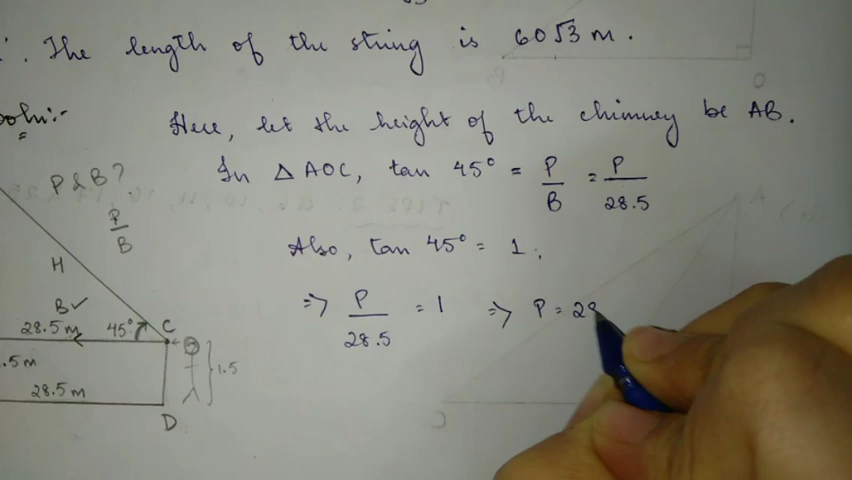 ∴ The length of the string is 60√3 m.
Soln:- Here, let the height of the chimney be AB.
In △ AOC, tan 45° = P/B = P/28.5
P & B?
P/B
Also, tan 45° = 1.
H
B✓
⇒ P/28.5 = 1 ⇒ P = 28
28.5 m 45° C
.5 m
1.5
28.5 m
D
B
O
A